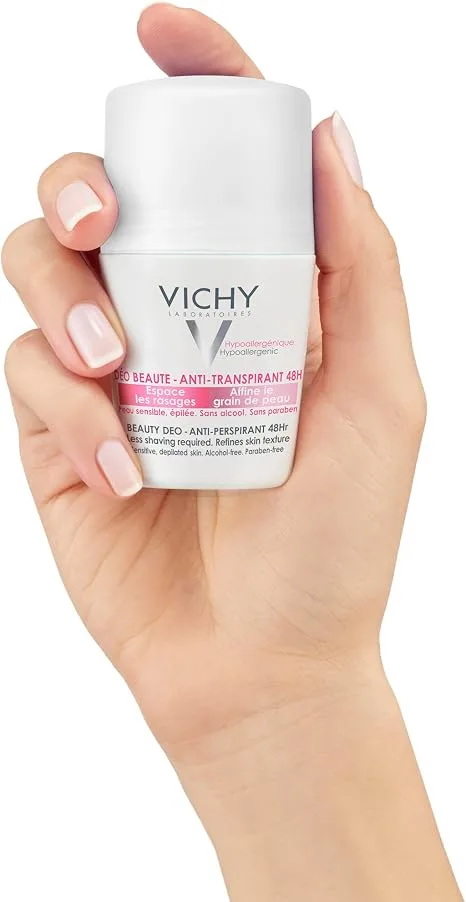 VICHY
LABORATOIRES
Hypoallergénique
Hypoallergenic
DÉO BEAUTE - ANTI-TRANSPIRANT 48H
Espace les rasages
Affine le grain de peau
peau sensible, épilée. Sans alcool. Sans paraben
BEAUTY DEO - ANTI-PERSPIRANT 48Hr
Less shaving required. Refines skin texture
Sensitive, depilated skin. Alcohol-free. Paraben-free